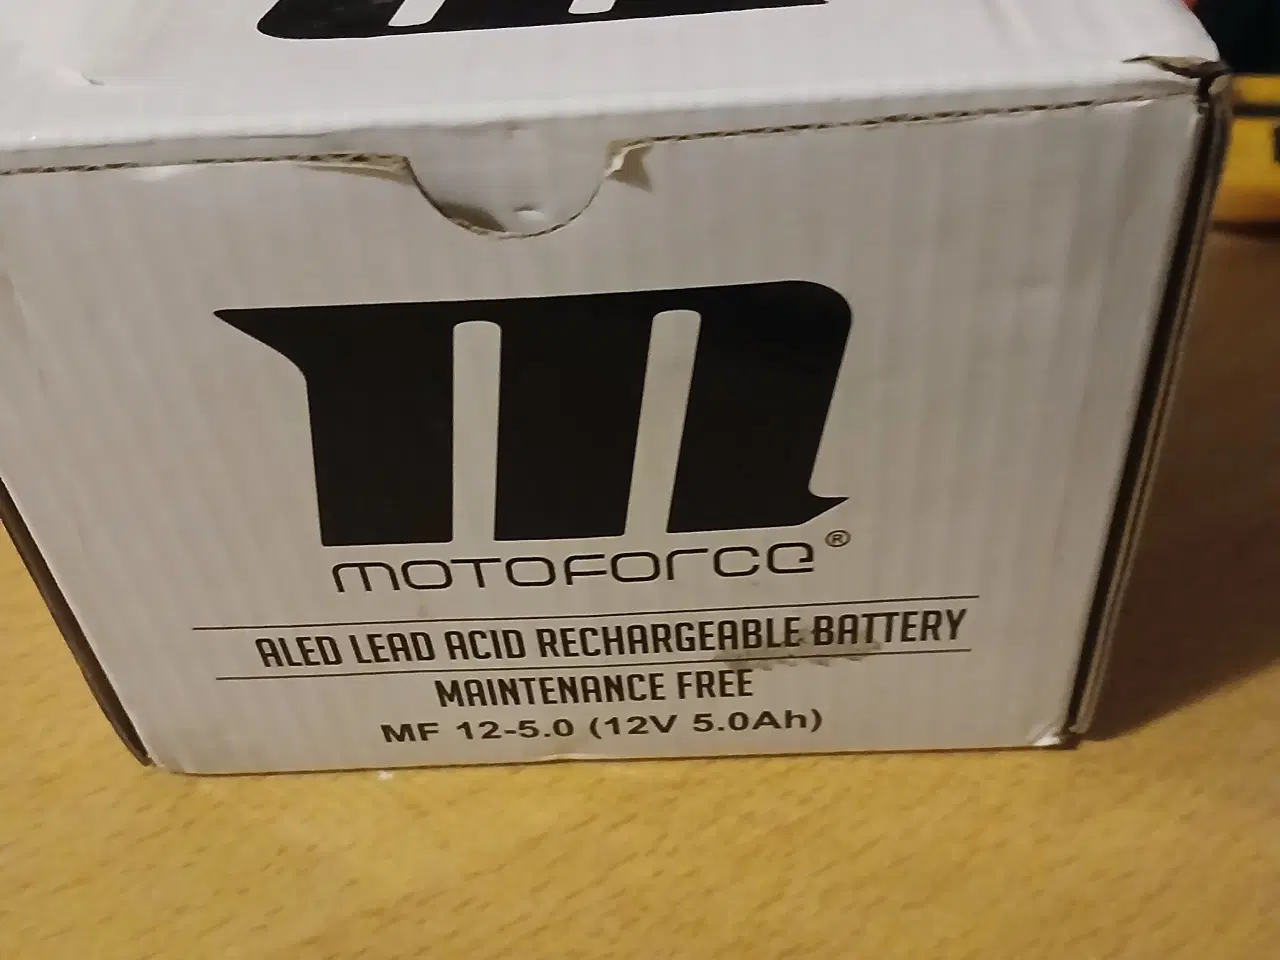 m
MOTOFORCE®
ALED LEAD ACID RECHARGEABLE BATTERY
MAINTENANCE FREE
MF 12-5.0 (12V 5.0Ah)